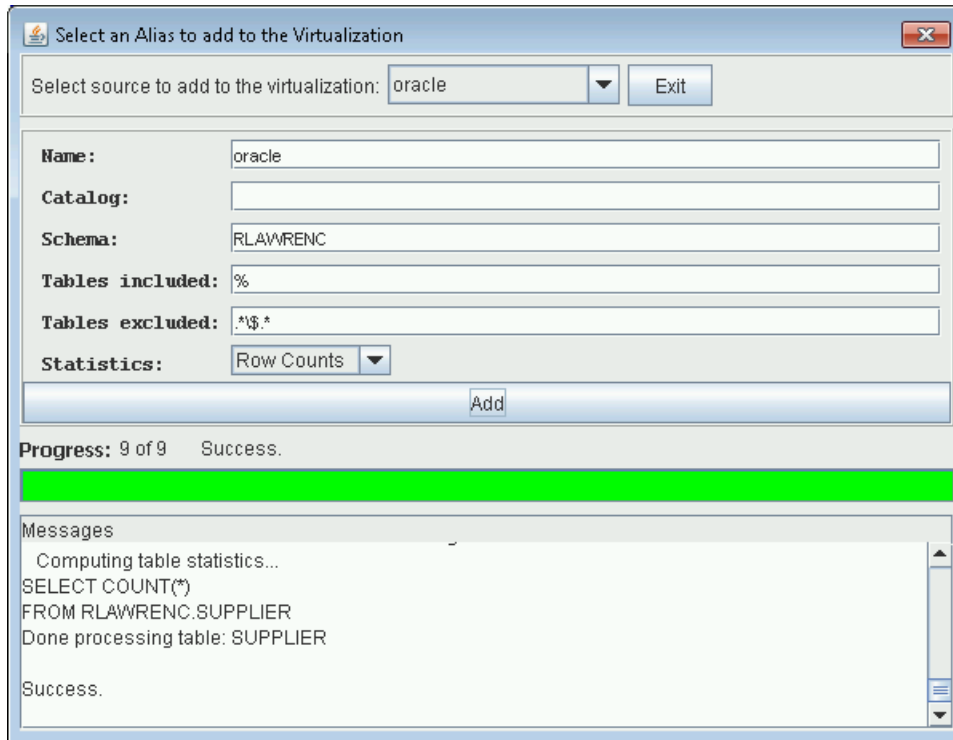 Select an Alias to add to the Virtualization
Select source to add to the virtualization: oracle Exit
Name: oracle
Catalog:
Schema: RLAWRENC
Tables included: %
Tables excluded: .*\$.*
Statistics: Row Counts
Add
Progress: 9 of 9 Success.
Messages
Computing table statistics...
SELECT COUNT(*)
FROM RLAWRENC.SUPPLIER
Done processing table: SUPPLIER
Success.